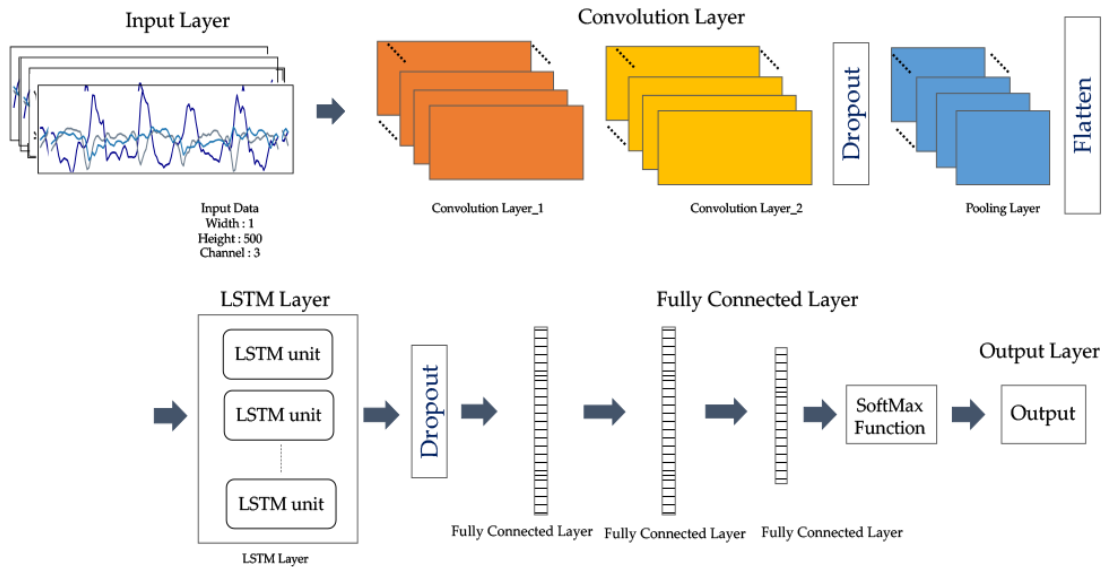 Input Layer
Convolution Layer
Dropout
Flatten
Input Data
Width : 1
Height : 500
Channel : 3
Convolution Layer_1
Convolution Layer_2
Pooling Layer
LSTM Layer
LSTM unit
LSTM unit
LSTM unit
LSTM Layer
Dropout
Fully Connected Layer
Fully Connected Layer
Fully Connected Layer
Fully Connected Layer
SoftMax
Function
Output Layer
Output